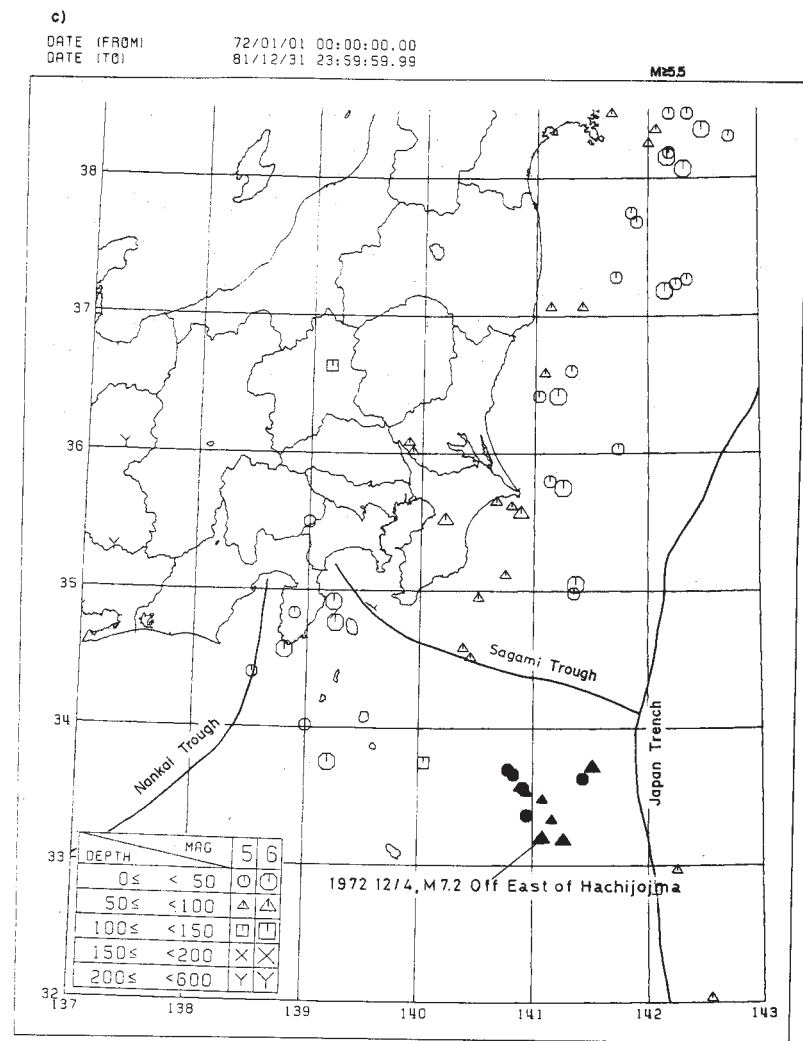 c)
DATE (FROM) 72/01/01 00:00:00.00
DATE (TO) 81/12/31 23:59:59.99
M≥5.5
38
37
36
35
34
33
32
Sagami Trough
Nankai Trough
Japan Trench
1972 12/4, M7.2 Off East of Hachijojima
DEPTH MAG 5 6
0≤ <50
50≤ <100
100≤ <150
150≤ <200
200≤ <600
137 138 139 140 141 142 143